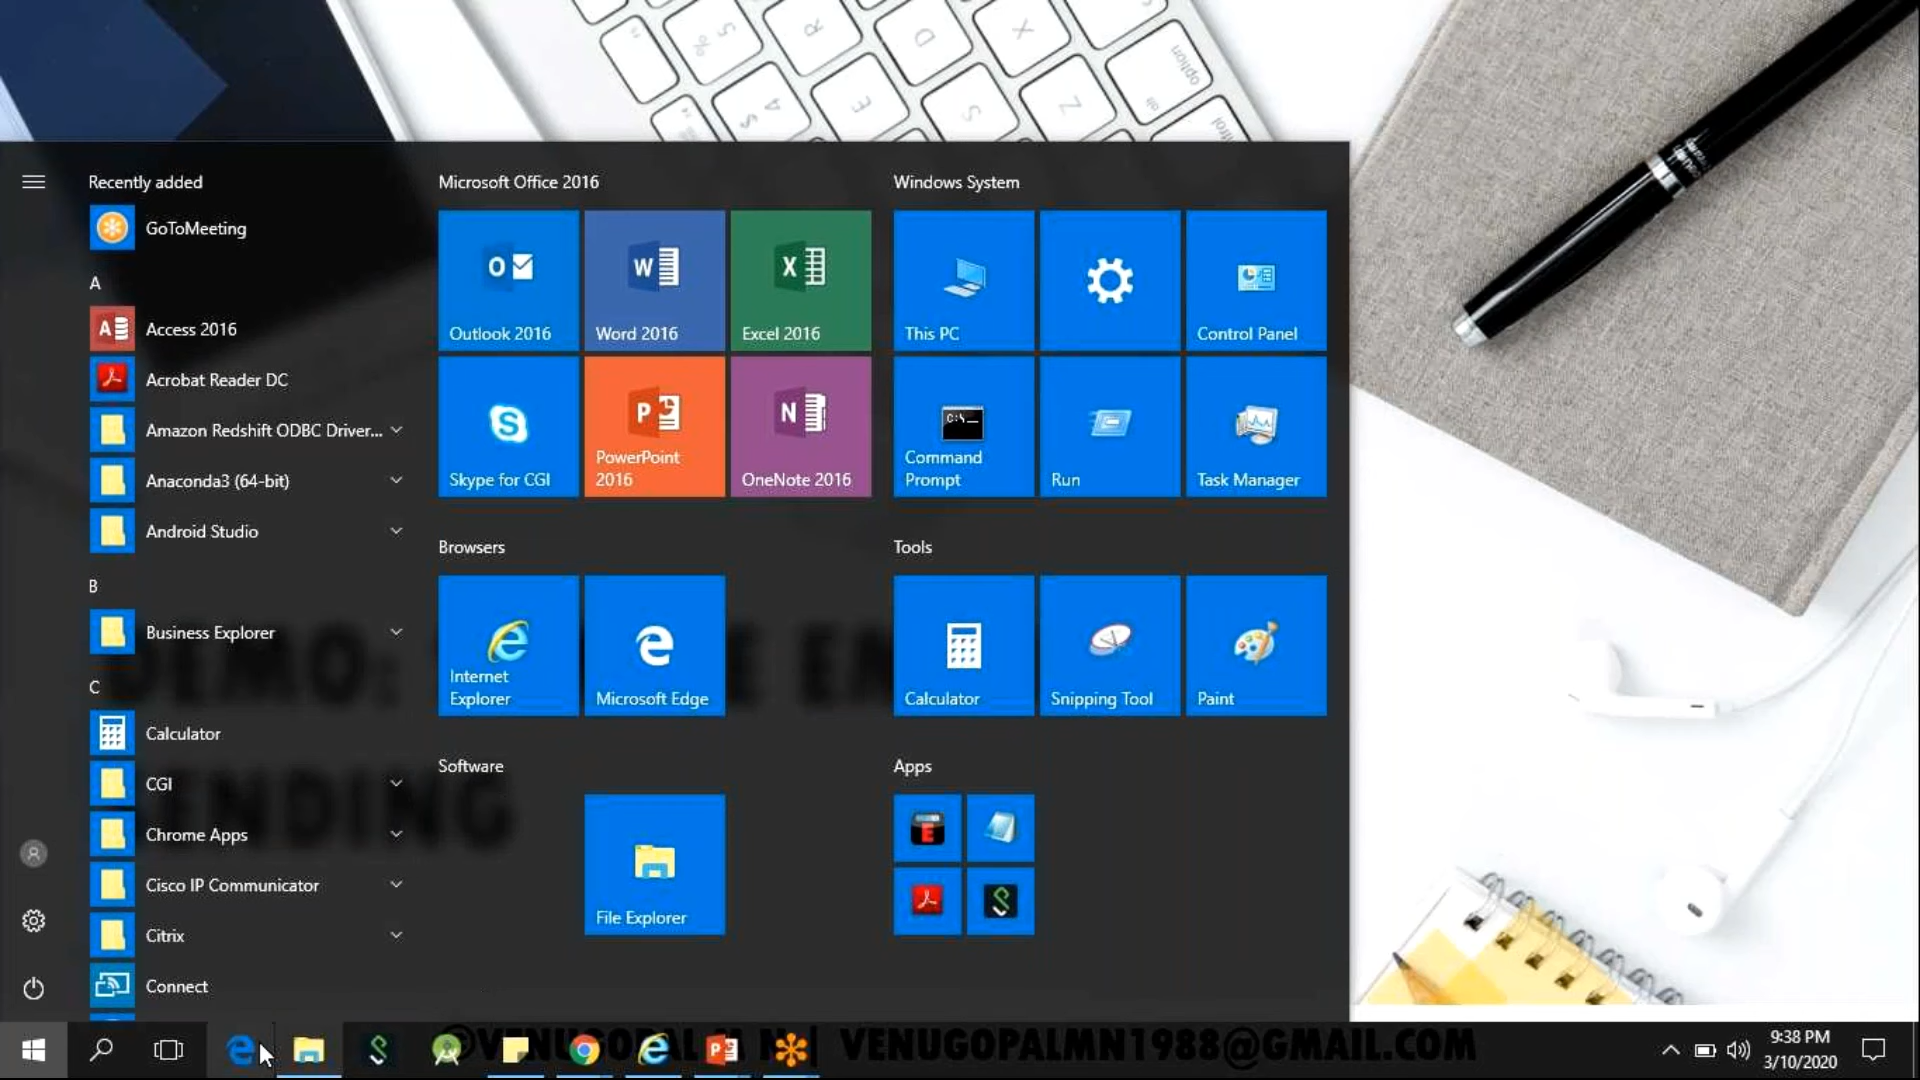 Recently added
GoToMeeting
A
Access 2016
Acrobat Reader DC
Amazon Redshift ODBC Driver...
Anaconda3 (64-bit)
Android Studio
B
Business Explorer
C
Calculator
CGI
Chrome Apps
Cisco IP Communicator
Citrix
Connect
Microsoft Office 2016
Outlook 2016
Word 2016
Excel 2016
Skype for CGI
PowerPoint
2016
OneNote 2016
Windows System
This PC
Control Panel
Command
Prompt
Run
Task Manager
Browsers
Internet
Explorer
Microsoft Edge
Tools
Calculator
Snipping Tool
Paint
Software
File Explorer
Apps
DEMO:
ENDING
©VENUGOPAL M N | VENUGOPALMN1988@GMAIL.COM
9:38 PM
3/10/2020
option